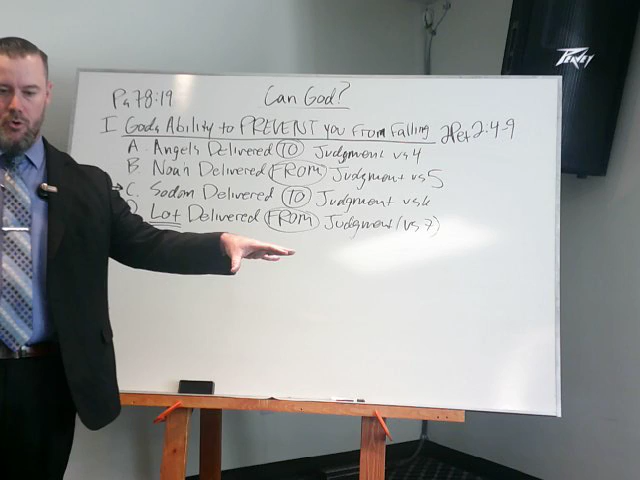 Ps 78:19 Can God?
I Gods Ability to PREVENT you From Falling 2Pet 2:4-9
A. Angels Delivered TO Judgment vs 4
B. Noah Delivered FROM Judgment vs 5
C. Sodom Delivered TO Judgment vs 6
D. Lot Delivered FROM Judgment (vs 7)
PEAVEY